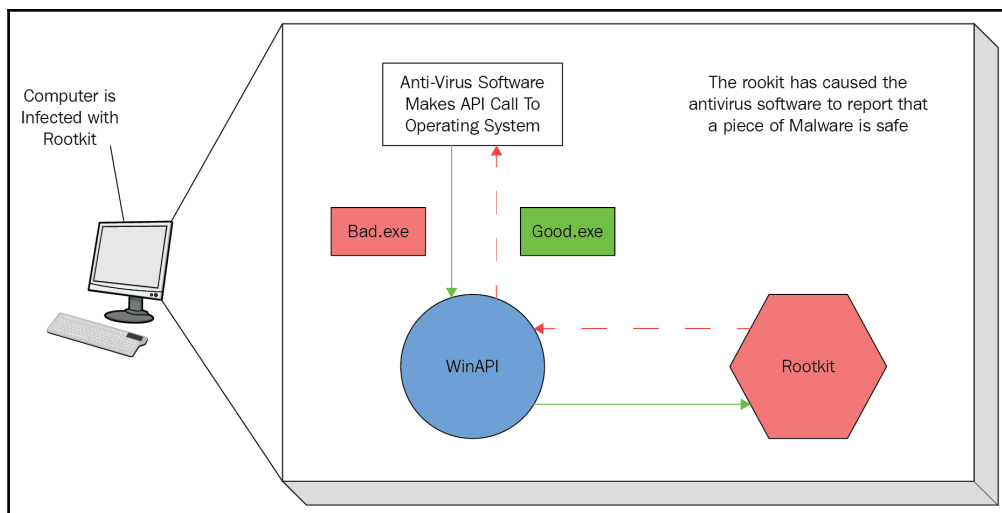 Computer is
Infected with
Rootkit
Anti-Virus Software
Makes API Call To
Operating System
The rookit has caused the
antivirus software to report that
a piece of Malware is safe
Bad.exe
Good.exe
WinAPI
Rootkit